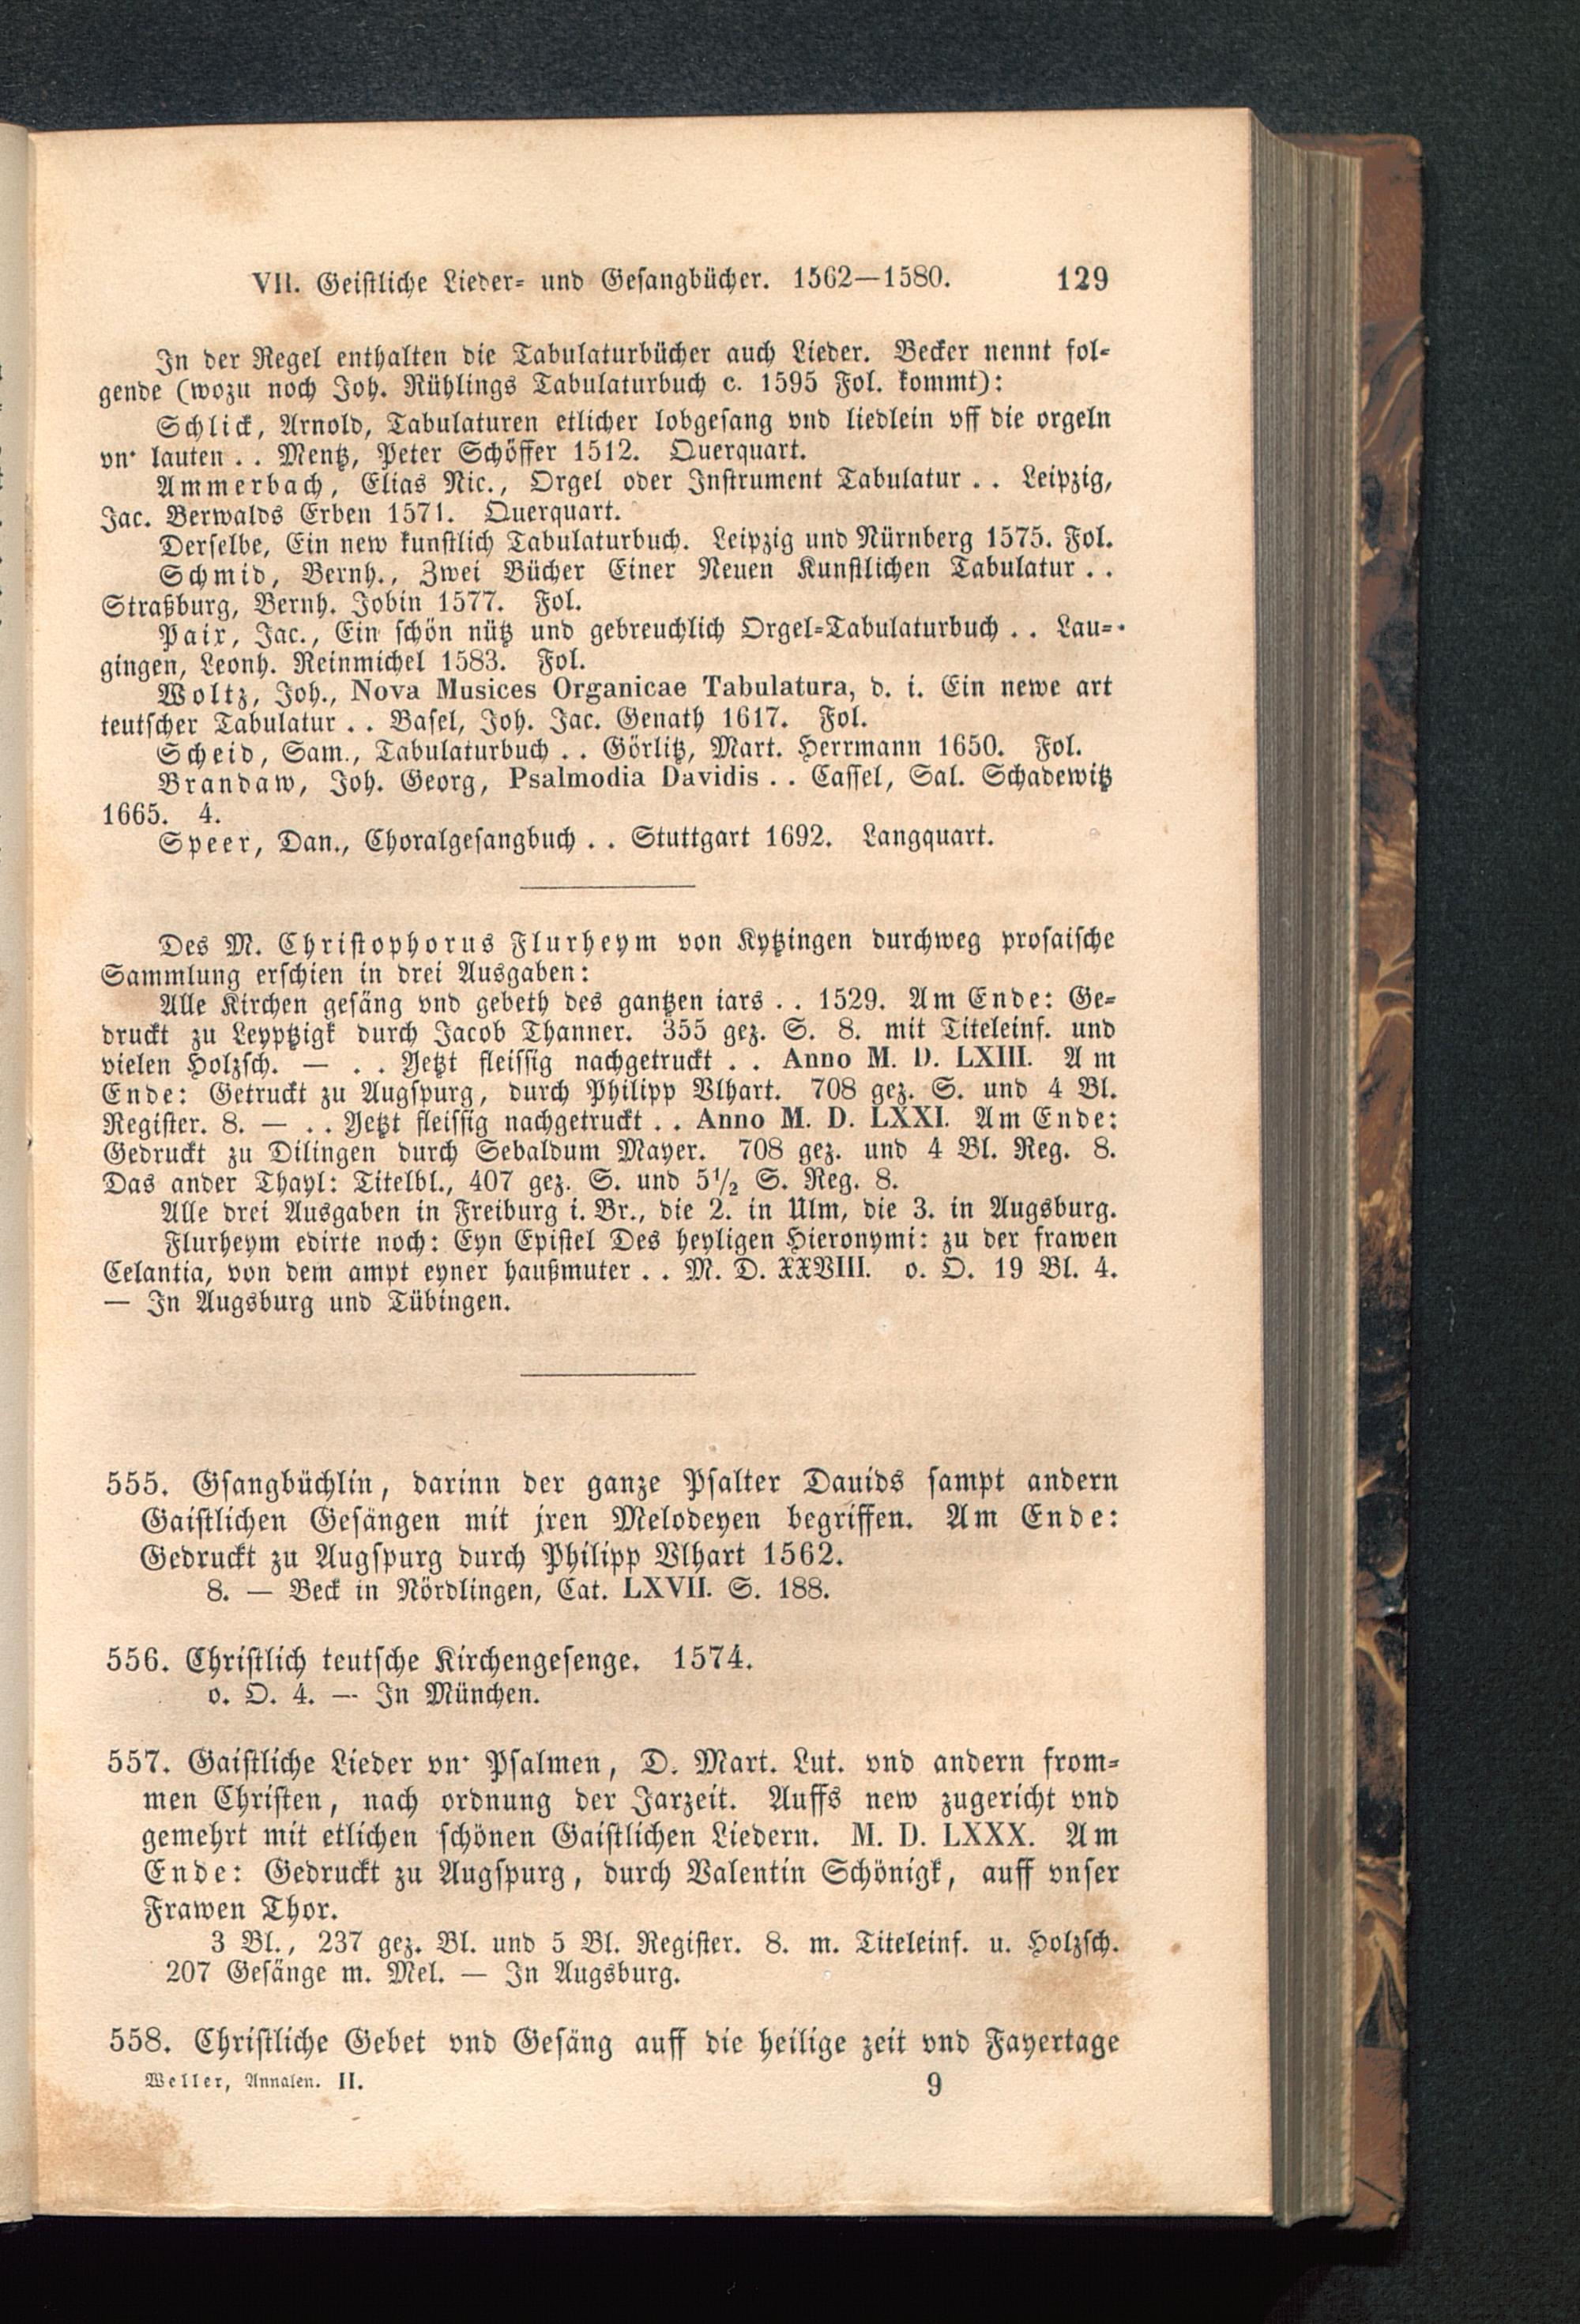 VII. Geistliche Lieder- und Gesangbücher. 1562—1580. 129
In der Regel enthalten die Tabulaturbücher auch Lieder. Becker nennt fol-
gende (wozu noch Joh. Rühlings Tabulaturbuch c. 1595 Fol. kommt):
Schlick, Arnold, Tabulaturen etlicher lobgesang vnd liedlein vff die orgeln
vn· lauten . . Mentz, Peter Schöffer 1512. Querquart.
Ammerbach, Elias Nic., Orgel oder Instrument Tabulatur . . Leipzig,
Jac. Berwalds Erben 1571. Querquart.
Derselbe, Ein new kunstlich Tabulaturbuch. Leipzig und Nürnberg 1575. Fol.
Schmid, Bernh., Zwei Bücher Einer Neuen Kunstlichen Tabulatur . .
Straßburg, Bernh. Jobin 1577. Fol.
Paix, Jac., Ein schön nütz und gebreuchlich Orgel-Tabulaturbuch . . Lau-
gingen, Leonh. Reinmichel 1583. Fol.
Woltz, Joh., Nova Musices Organicae Tabulatura, d. i. Ein newe art
teutscher Tabulatur . . Basel, Joh. Jac. Genath 1617. Fol.
Scheid, Sam., Tabulaturbuch . . Görlitz, Mart. Herrmann 1650. Fol.
Brandaw, Joh. Georg, Psalmodia Davidis . . Cassel, Sal. Schadewitz
1665. 4.
Speer, Dan., Choralgesangbuch . . Stuttgart 1692. Langquart.
Des M. Christophorus Flurheym von Kytzingen durchweg prosaische
Sammlung erschien in drei Ausgaben:
Alle Kirchen gesäng vnd gebeth des gantzen iars . . 1529. Am Ende: Ge-
druckt zu Leyptzigk durch Jacob Thanner. 355 gez. S. 8. mit Titeleinf. und
vielen Holzsch. — . . Yetzt fleissig nachgetruckt . . Anno M. D. LXIII. Am
Ende: Getruckt zu Augspurg, durch Philipp Vlhart. 708 gez. S. und 4 Bl.
Register. 8. — . . Yetzt fleissig nachgetruckt . . Anno M. D. LXXI. Am Ende:
Gedruckt zu Dilingen durch Sebaldum Mayer. 708 gez. und 4 Bl. Reg. 8.
Das ander Thayl: Titelbl., 407 gez. S. und 5½ S. Reg. 8.
Alle drei Ausgaben in Freiburg i. Br., die 2. in Ulm, die 3. in Augsburg.
Flurheym edirte noch: Eyn Epistel Des heyligen Hieronymi: zu der frawen
Celantia, von dem ampt eyner haußmuter . . M. D. XXVIII. o. O. 19 Bl. 4.
— In Augsburg und Tübingen.
555. Gsangbüchlin, darinn der ganze Psalter Dauids sampt andern
Gaistlichen Gesängen mit jren Melodeyen begriffen. Am Ende:
Gedruckt zu Augspurg durch Philipp Vlhart 1562.
8. — Beck in Nördlingen, Cat. LXVII. S. 188.
556. Christlich teutsche Kirchengesenge. 1574.
o. O. 4. — In München.
557. Gaistliche Lieder vn· Psalmen, D. Mart. Lut. vnd andern from-
men Christen, nach ordnung der Jarzeit. Auffs new zugericht vnd
gemehrt mit etlichen schönen Gaistlichen Liedern. M. D. LXXX. Am
Ende: Gedruckt zu Augspurg, durch Valentin Schönigk, auff vnser
Frawen Thor.
3 Bl., 237 gez. Bl. und 5 Bl. Register. 8. m. Titeleinf. u. Holzsch.
207 Gesänge m. Mel. — In Augsburg.
558. Christliche Gebet vnd Gesäng auff die heilige zeit vnd Fayertage
Weller, Annalen. II. 9